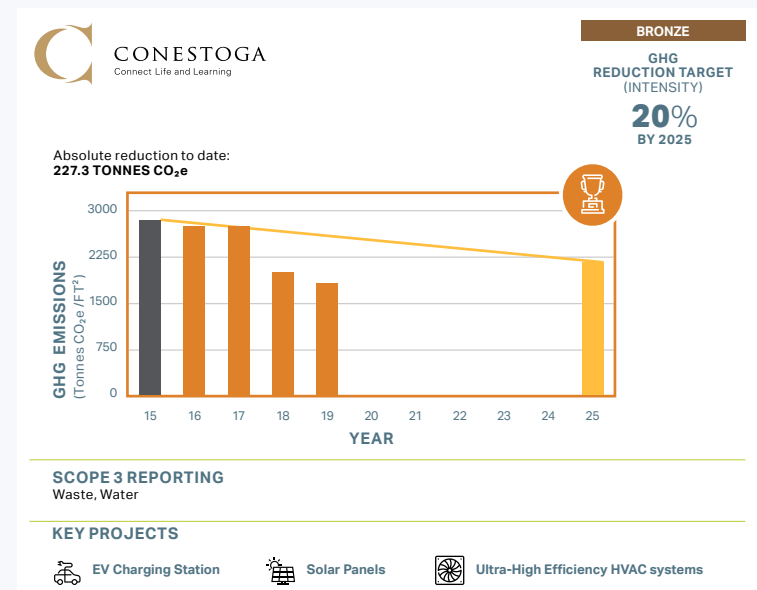 CONESTOGA
Connect Life and Learning
BRONZE
GHG
REDUCTION TARGET
(INTENSITY)
20%
BY 2025
Absolute reduction to date:
227.3 TONNES CO₂e
GHG EMISSIONS
(Tonnes CO₂e /FT²)
3000
2250
1500
750
0
15 16 17 18 19 20 21 22 23 24 25
YEAR
SCOPE 3 REPORTING
Waste, Water
KEY PROJECTS
EV Charging Station Solar Panels Ultra-High Efficiency HVAC systems